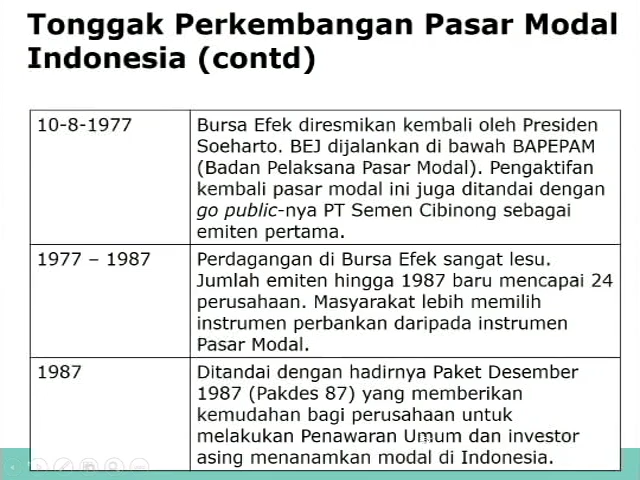 Tonggak Perkembangan Pasar Modal
Indonesia (contd)
10-8-1977
Bursa Efek diresmikan kembali oleh Presiden
Soeharto. BEJ dijalankan di bawah BAPEPAM
(Badan Pelaksana Pasar Modal). Pengaktifan
kembali pasar modal ini juga ditandai dengan
go public-nya PT Semen Cibinong sebagai
emiten pertama.
1977 – 1987
Perdagangan di Bursa Efek sangat lesu.
Jumlah emiten hingga 1987 baru mencapai 24
perusahaan. Masyarakat lebih memilih
instrumen perbankan daripada instrumen
Pasar Modal.
1987
Ditandai dengan hadirnya Paket Desember
1987 (Pakdes 87) yang memberikan
kemudahan bagi perusahaan untuk
melakukan Penawaran Umum dan investor
asing menanamkan modal di Indonesia.